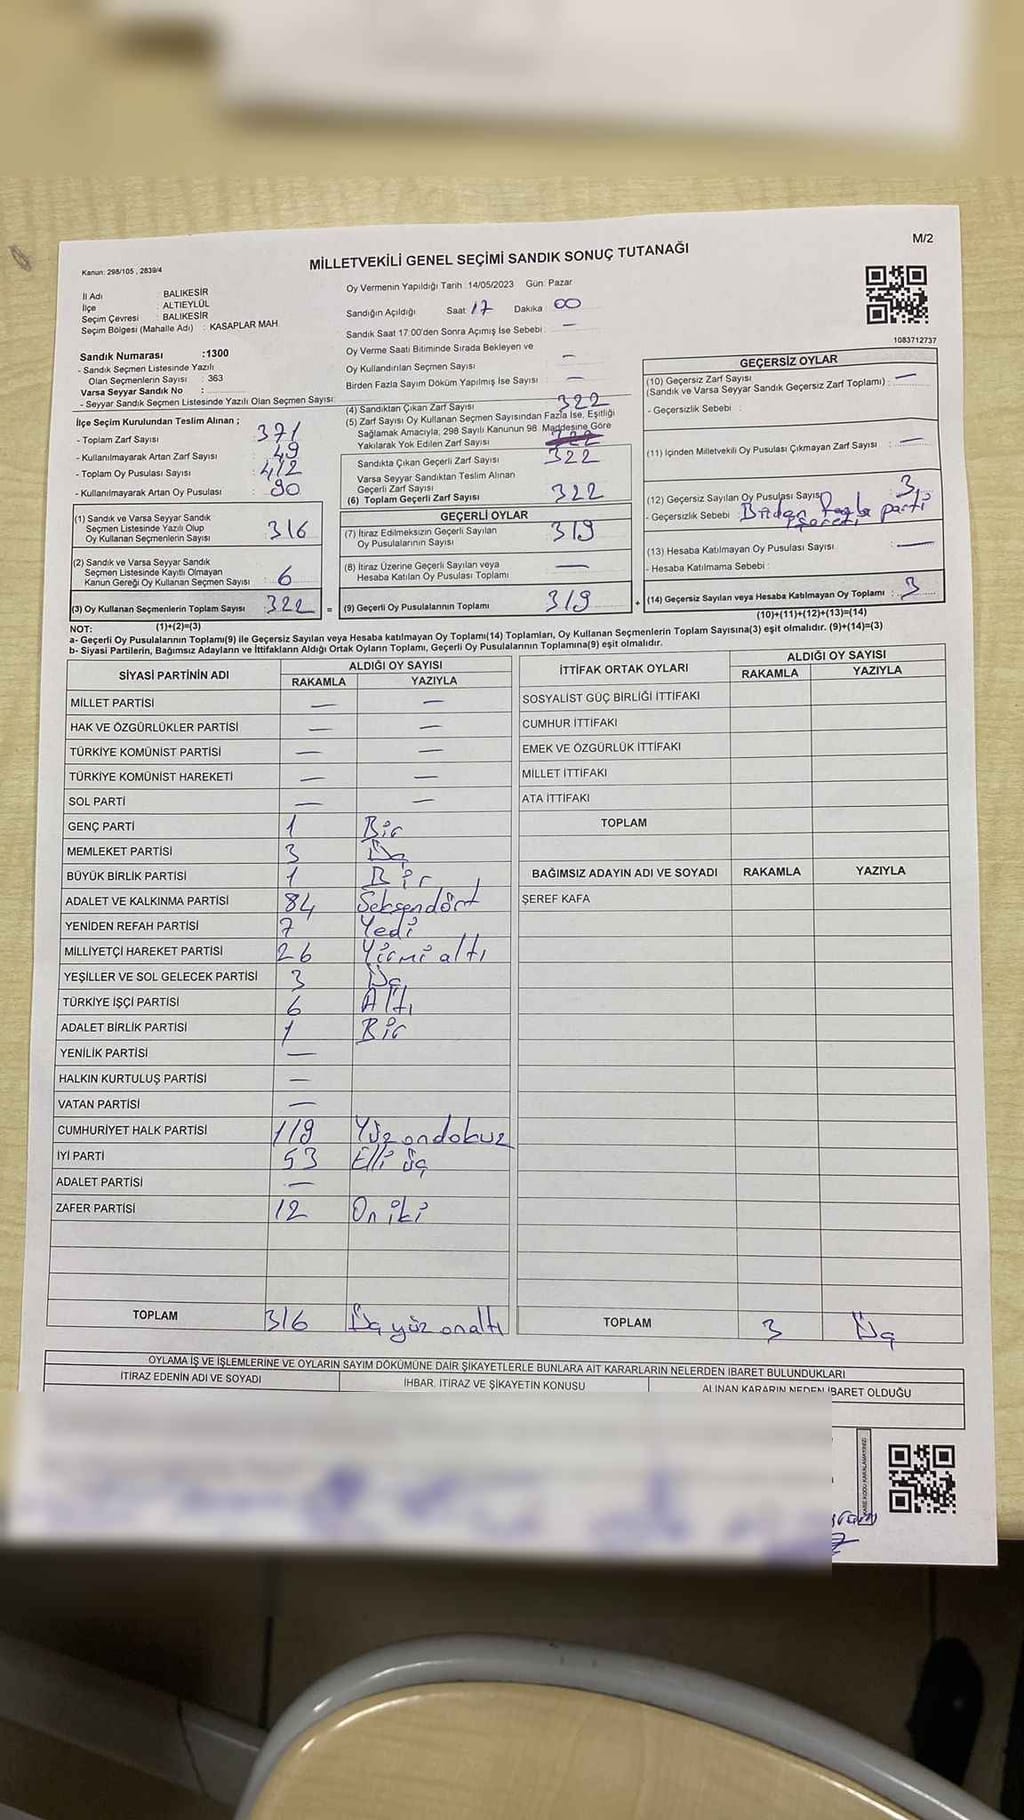 M/2
Kanun: 298/105 , 2839/4
MİLLETVEKİLİ GENEL SEÇİMİ SANDIK SONUÇ TUTANAĞI
İl Adı : BALIKESİR
İlçe : ALTIEYLÜL
Seçim Çevresi : BALIKESİR
Seçim Bölgesi (Mahalle Adı) : KASAPLAR MAH.
Sandık Numarası :1300
- Sandık Seçmen Listesinde Yazılı
Olan Seçmenlerin Sayısı : 363
Varsa Seyyar Sandık No :
- Seyyar Sandık Seçmen Listesinde Yazılı Olan Seçmen Sayısı:
Oy Vermenin Yapıldığı Tarih :14/05/2023 Gün: Pazar
Sandığın Açıldığı Saat 17 Dakika 00
Sandık Saat 17.00'den Sonra Açımış İse Sebebi : —
Oy Verme Saati Bitiminde Sırada Bekleyen ve
Oy Kullandırılan Seçmen Sayısı : —
Birden Fazla Sayım Döküm Yapılmış İse Sayısı : —
1083712737
İlçe Seçim Kurulundan Teslim Alınan ;
- Toplam Zarf Sayısı : 371
- Kullanılmayarak Artan Zarf Sayısı : 49
- Toplam Oy Pusulası Sayısı : 412
- Kullanılmayarak Artan Oy Pusulası : 90
(1) Sandık ve Varsa Seyyar Sandık
Seçmen Listesinde Yazılı Olup
Oy Kullanan Seçmenlerin Sayısı : 316
(2) Sandık ve Varsa Seyyar Sandık
Seçmen Listesinde Kayıtlı Olmayan
Kanun Gereği Oy Kullanan Seçmen Sayısı : 6
(3) Oy Kullanan Seçmenlerin Toplam Sayısı : 322
(4) Sandıktan Çıkan Zarf Sayısı : 322
(5) Zarf Sayısı Oy Kullanan Seçmen Sayısından Fazla İse, Eşitliği
Sağlamak Amacıyla, 298 Sayılı Kanunun 98. Maddesine Göre
Yakılarak Yok Edilen Zarf Sayısı :
Sandıkta Çıkan Geçerli Zarf Sayısı : 322
Varsa Seyyar Sandıktan Teslim Alınan
Geçerli Zarf Sayısı :
(6) Toplam Geçerli Zarf Sayısı : 322
GEÇERLİ OYLAR
(7) İtiraz Edilmeksizin Geçerli Sayılan
Oy Pusulalarının Sayısı : 319
(8) İtiraz Üzerine Geçerli Sayılan veya
Hesaba Katılan Oy Pusulası Toplamı : —
= (9) Geçerli Oy Pusulalarının Toplamı : 319
GEÇERSİZ OYLAR
(10) Geçersiz Zarf Sayısı
(Sandık ve Varsa Seyyar Sandık Geçersiz Zarf Toplamı) : —
- Geçersizlik Sebebi :
(11) İçinden Milletvekili Oy Pusulası Çıkmayan Zarf Sayısı : —
(12) Geçersiz Sayılan Oy Pusulası Sayısı : 3
- Geçersizlik Sebebi : Birden fazla parti
işareti
(13) Hesaba Katılmayan Oy Pusulası Sayısı : —
- Hesaba Katılmama Sebebi :
+ (14) Geçersiz Sayılan veya Hesaba Katılmayan Oy Toplamı : 3
NOT: (1)+(2)=(3) (10)+(11)+(12)+(13)=(14)
a- Geçerli Oy Pusulalarının Toplamı(9) ile Geçersiz Sayılan veya Hesaba katılmayan Oy Toplamı(14) Toplamları, Oy Kullanan Seçmenlerin Toplam Sayısına(3) eşit olmalıdır. (9)+(14)=(3)
b- Siyasi Partilerin, Bağımsız Adayların ve İttifakların Aldığı Ortak Oyların Toplamı, Geçerli Oy Pusulalarının Toplamına(9) eşit olmalıdır.
SİYASİ PARTİNİN ADI ALDIĞI OY SAYISI
RAKAMLA YAZIYLA
MİLLET PARTİSİ — —
HAK VE ÖZGÜRLÜKLER PARTİSİ — —
TÜRKİYE KOMÜNİST PARTİSİ — —
TÜRKİYE KOMÜNİST HAREKETİ — —
SOL PARTİ — —
GENÇ PARTİ 1 Bir
MEMLEKET PARTİSİ 3 Üç
BÜYÜK BİRLİK PARTİSİ 1 Bir
ADALET VE KALKINMA PARTİSİ 84 Seksendört
YENİDEN REFAH PARTİSİ 7 Yedi
MİLLİYETÇİ HAREKET PARTİSİ 26 Yirmi altı
YEŞİLLER VE SOL GELECEK PARTİSİ 3 Üç
TÜRKİYE İŞÇİ PARTİSİ 6 Altı
ADALET BİRLİK PARTİSİ 1 Bir
YENİLİK PARTİSİ —
HALKIN KURTULUŞ PARTİSİ —
VATAN PARTİSİ —
CUMHURİYET HALK PARTİSİ 119 Yüz ondokuz
İYİ PARTİ 53 Elli üç
ADALET PARTİSİ —
ZAFER PARTİSİ 12 On iki
TOPLAM 316 Üç yüz onaltı
İTTİFAK ORTAK OYLARI ALDIĞI OY SAYISI
RAKAMLA YAZIYLA
SOSYALİST GÜÇ BİRLİĞİ İTTİFAKI
CUMHUR İTTİFAKI
EMEK VE ÖZGÜRLÜK İTTİFAKI
MİLLET İTTİFAKI
ATA İTTİFAKI
TOPLAM
BAĞIMSIZ ADAYIN ADI VE SOYADI RAKAMLA YAZIYLA
ŞEREF KAFA
TOPLAM 3 Üç
OYLAMA İŞ VE İŞLEMLERİNE VE OYLARIN SAYIM DÖKÜMÜNE DAİR ŞİKAYETLERLE BUNLARA AİT KARARLARIN NELERDEN İBARET BULUNDUKLARI
İTİRAZ EDENİN ADI VE SOYADI İHBAR, İTİRAZ VE ŞİKAYETİN KONUSU ALINAN KARARIN NEDEN İBARET OLDUĞU